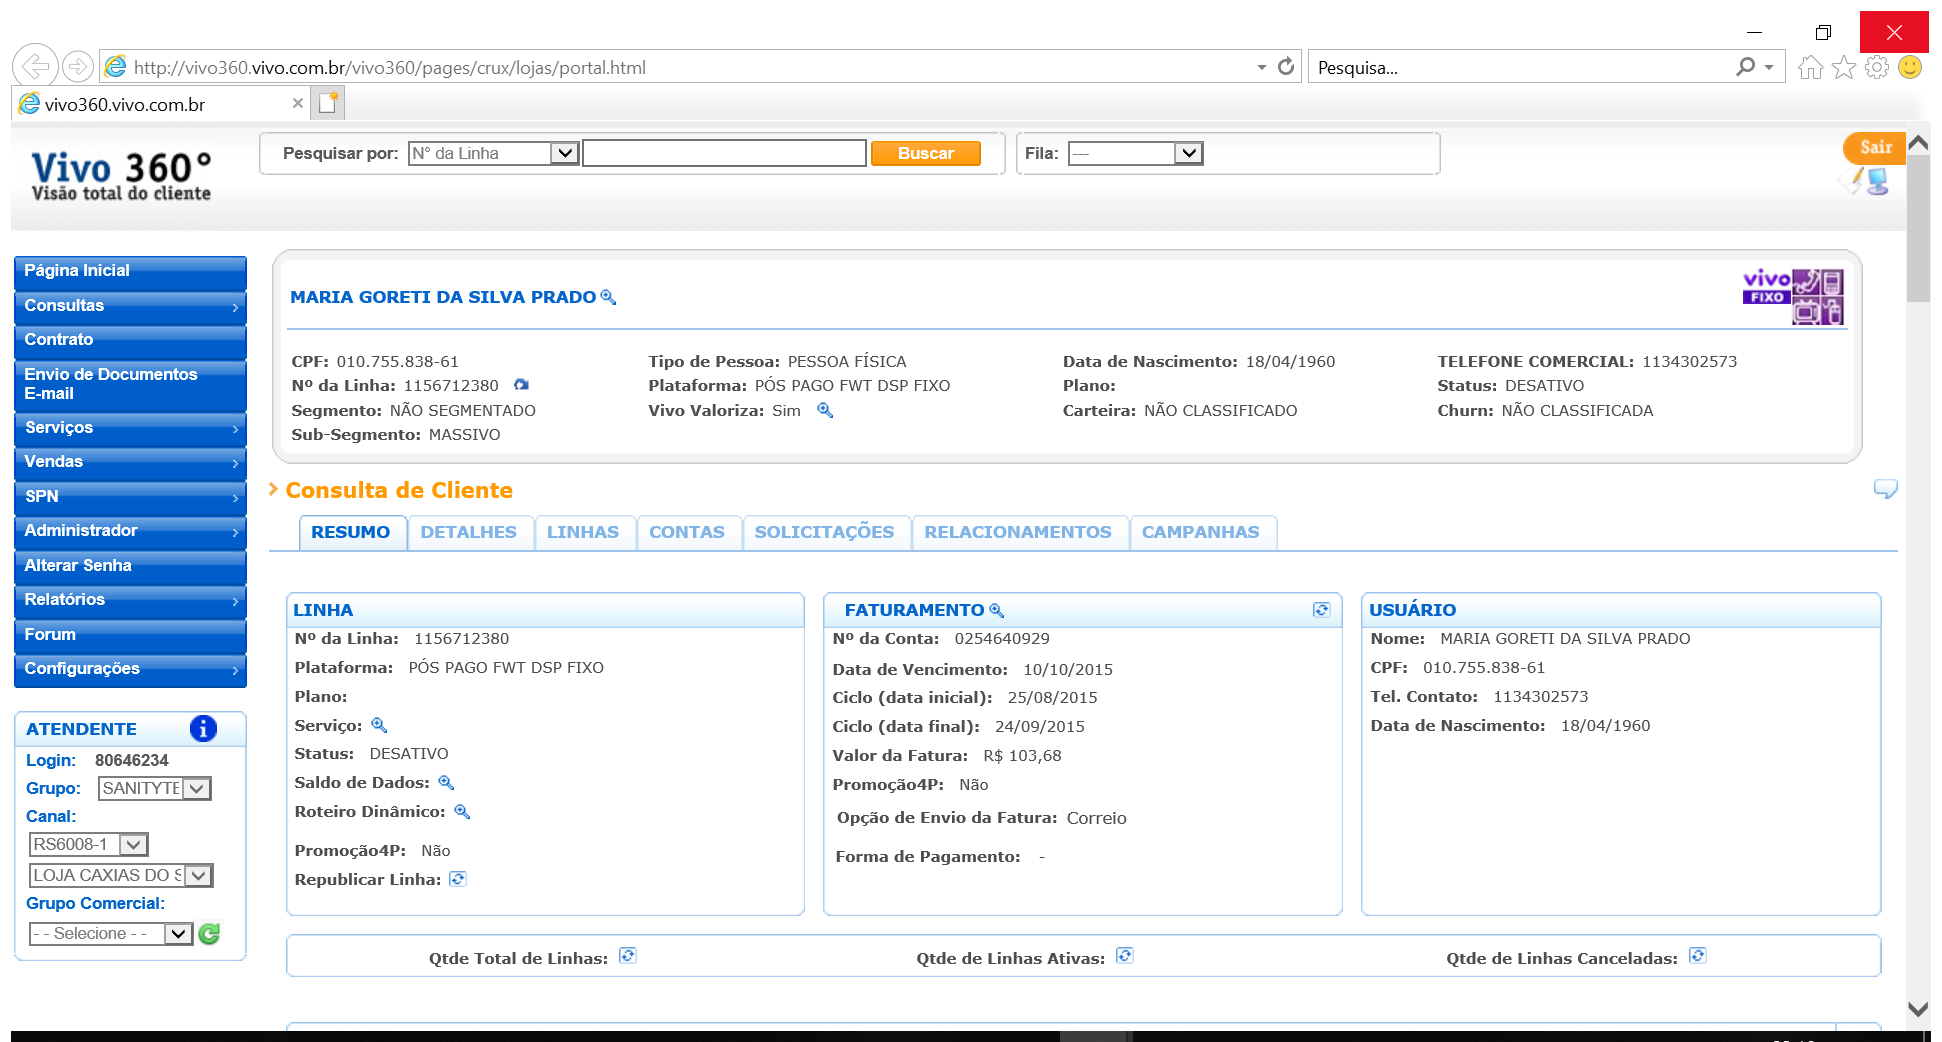 http://vivo360.vivo.com.br/vivo360/pages/crux/lojas/portal.html
Pesquisa...
vivo360.vivo.com.br
Vivo 360°
Visão total do cliente
Pesquisar por: N° da Linha Buscar
Fila: ---
Sair
Página Inicial
Consultas
Contrato
Envio de Documentos
E-mail
Serviços
Vendas
SPN
Administrador
Alterar Senha
Relatórios
Forum
Configurações
ATENDENTE
Login: 80646234
Grupo: SANITYTE
Canal:
RS6008-1
LOJA CAXIAS DO S
Grupo Comercial:
- - Selecione - -
MARIA GORETI DA SILVA PRADO
vivo
FIXO
CPF: 010.755.838-61 Tipo de Pessoa: PESSOA FÍSICA Data de Nascimento: 18/04/1960 TELEFONE COMERCIAL: 1134302573
Nº da Linha: 1156712380 Plataforma: PÓS PAGO FWT DSP FIXO Plano: Status: DESATIVO
Segmento: NÃO SEGMENTADO Vivo Valoriza: Sim Carteira: NÃO CLASSIFICADO Churn: NÃO CLASSIFICADA
Sub-Segmento: MASSIVO
Consulta de Cliente
RESUMO DETALHES LINHAS CONTAS SOLICITAÇÕES RELACIONAMENTOS CAMPANHAS
LINHA
Nº da Linha: 1156712380
Plataforma: PÓS PAGO FWT DSP FIXO
Plano:
Serviço:
Status: DESATIVO
Saldo de Dados:
Roteiro Dinâmico:
Promoção4P: Não
Republicar Linha:
FATURAMENTO
Nº da Conta: 0254640929
Data de Vencimento: 10/10/2015
Ciclo (data inicial): 25/08/2015
Ciclo (data final): 24/09/2015
Valor da Fatura: R$ 103,68
Promoção4P: Não
Opção de Envio da Fatura: Correio
Forma de Pagamento: -
USUÁRIO
Nome: MARIA GORETI DA SILVA PRADO
CPF: 010.755.838-61
Tel. Contato: 1134302573
Data de Nascimento: 18/04/1960
Qtde Total de Linhas: Qtde de Linhas Ativas: Qtde de Linhas Canceladas: